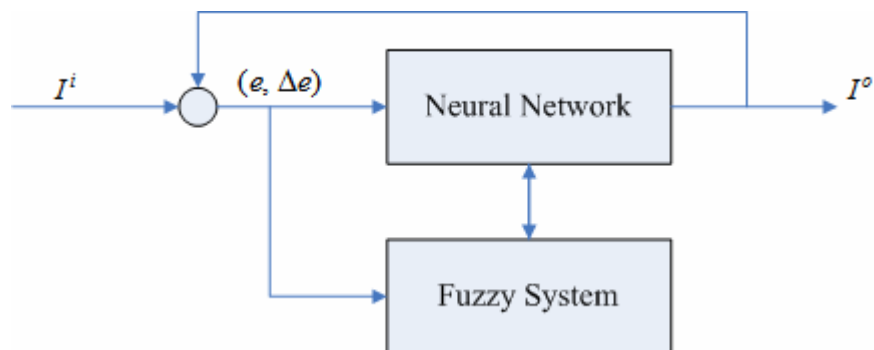 I^i
(e, Δe)
Neural Network
I^o
Fuzzy System